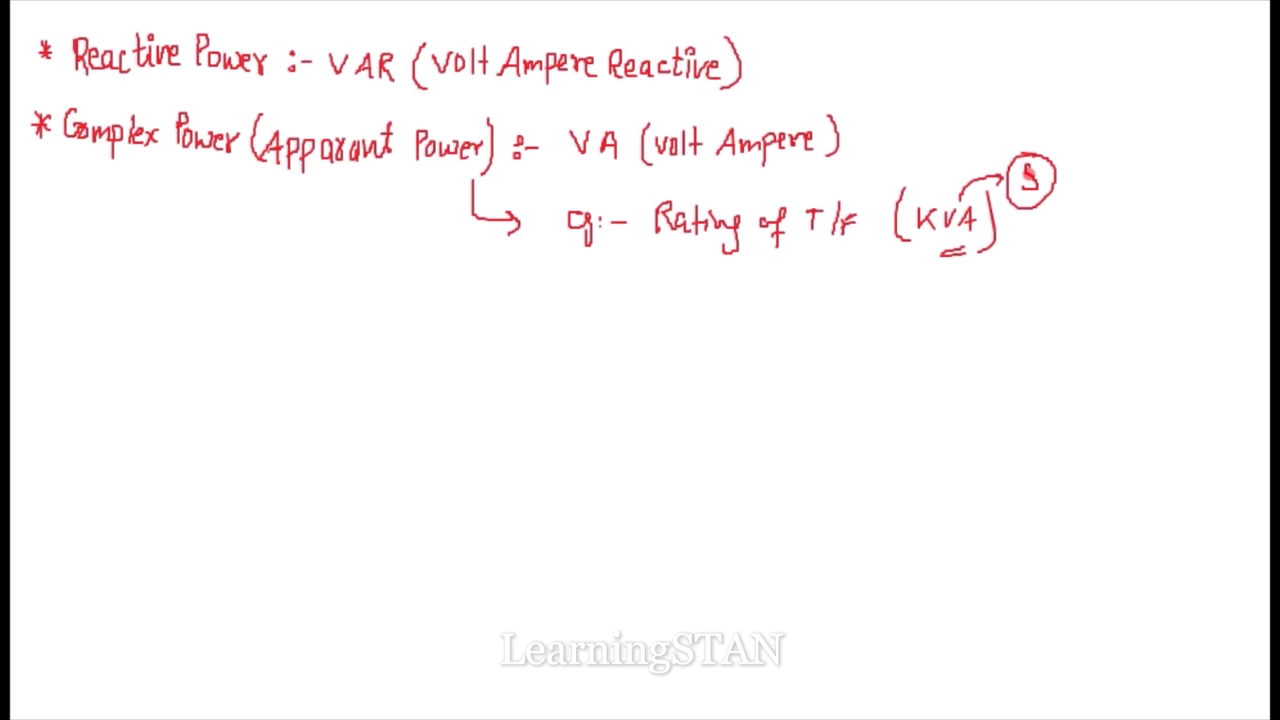 * Reactive Power :- VAR (Volt Ampere Reactive)
* Complex Power (Apparant Power) :- VA (volt Ampere)
S
eg:- Rating of T/F (KVA)
LearningSTAN